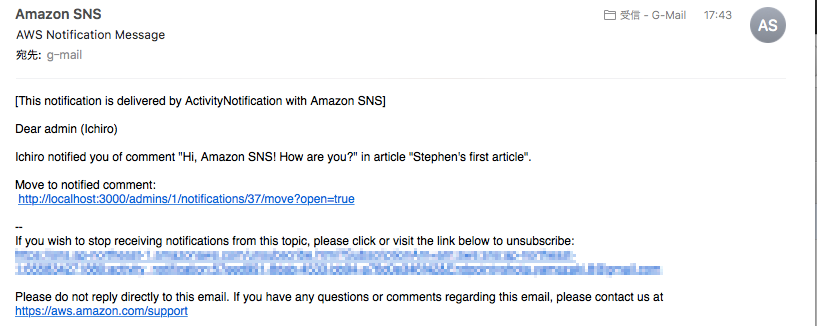 Amazon SNS
受信 - G-Mail 17:43
AS
AWS Notification Message
宛先: g-mail
[This notification is delivered by ActivityNotification with Amazon SNS]
Dear admin (Ichiro)
Ichiro notified you of comment "Hi, Amazon SNS! How are you?" in article "Stephen's first article".
Move to notified comment:
http://localhost:3000/admins/1/notifications/37/move?open=true
--
If you wish to stop receiving notifications from this topic, please click or visit the link below to unsubscribe:
Please do not reply directly to this email. If you have any questions or comments regarding this email, please contact us at
https://aws.amazon.com/support